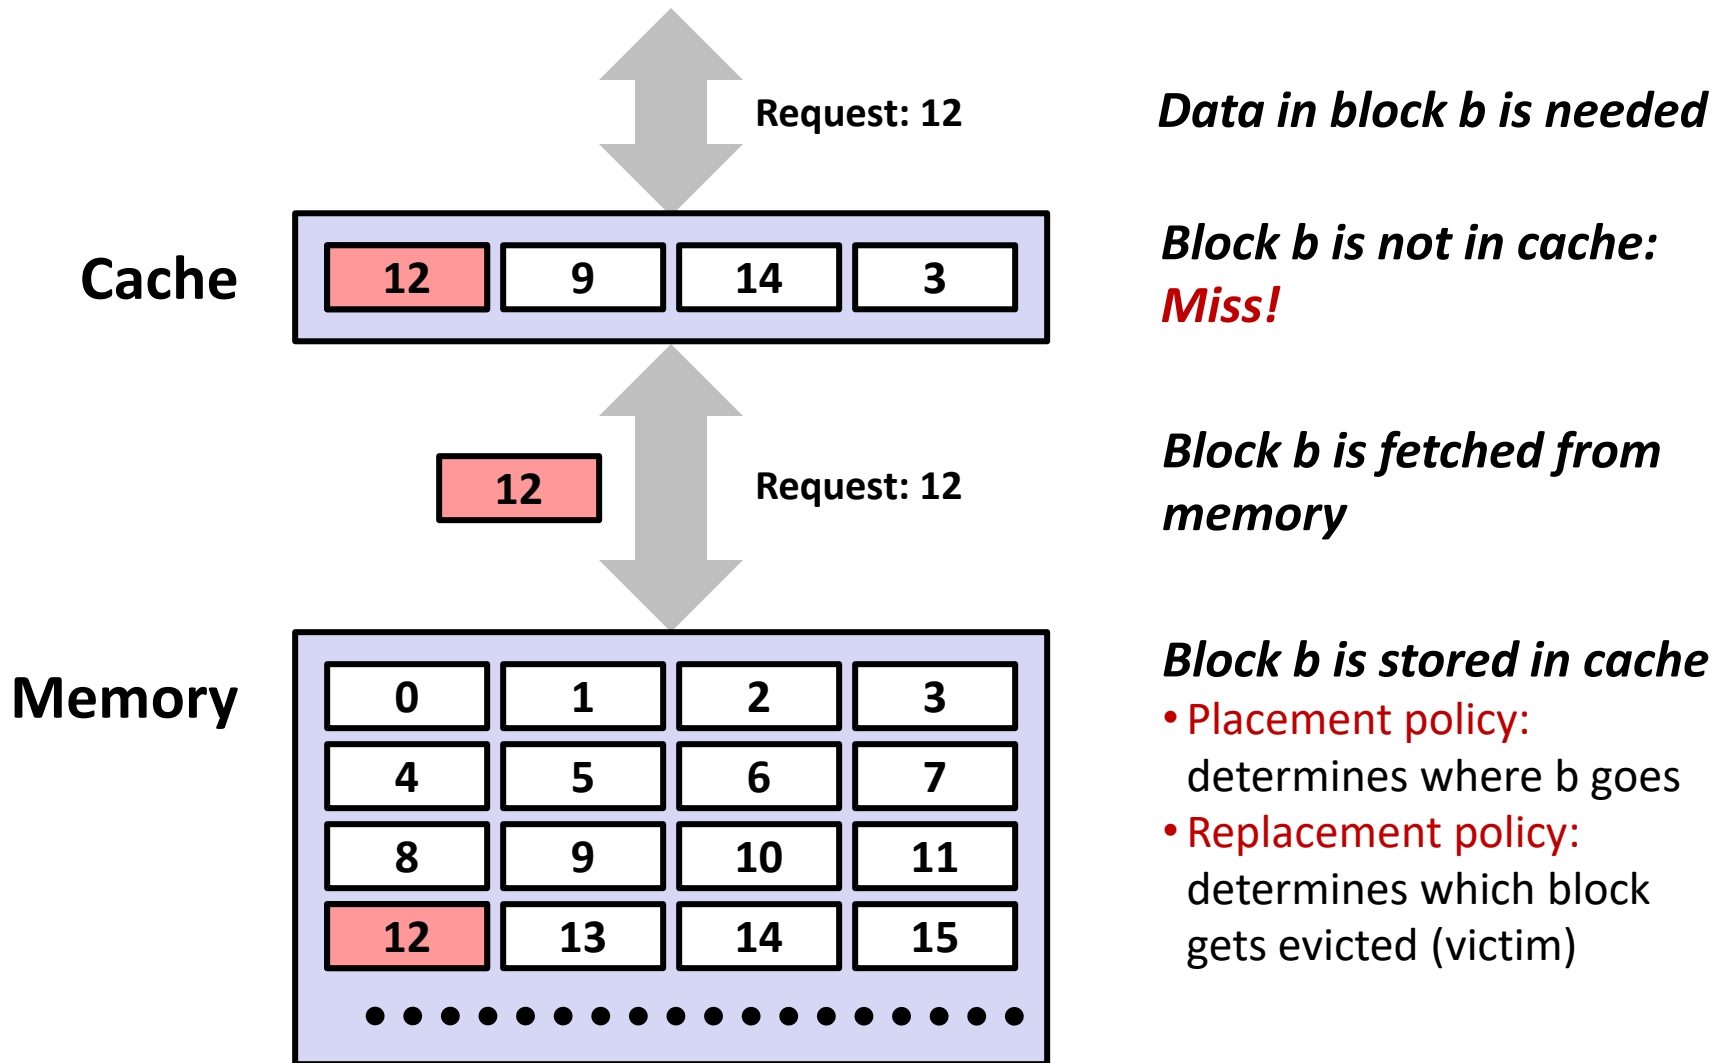 Request: 12
Data in block b is needed
Cache
12 9 14 3
Block b is not in cache:
Miss!
12
Request: 12
Block b is fetched from
memory
Memory
0 1 2 3
4 5 6 7
8 9 10 11
12 13 14 15
Block b is stored in cache
• Placement policy:
determines where b goes
• Replacement policy:
determines which block
gets evicted (victim)